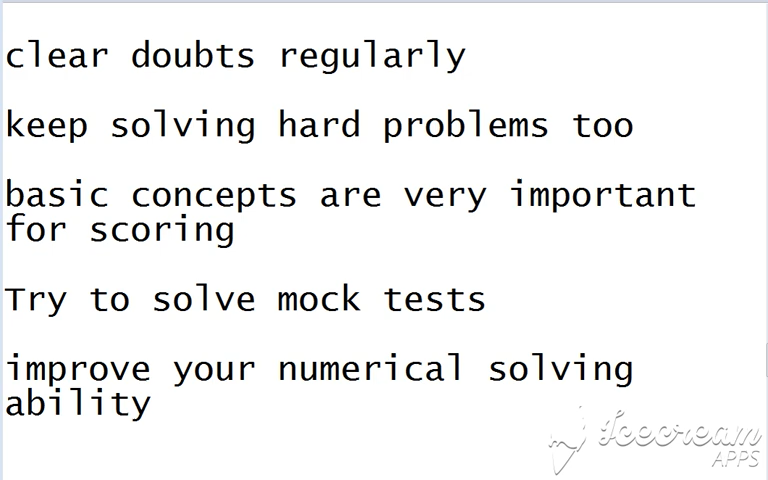 clear doubts regularly
keep solving hard problems too
basic concepts are very important
for scoring
Try to solve mock tests
improve your numerical solving
ability
Icecream
APPS